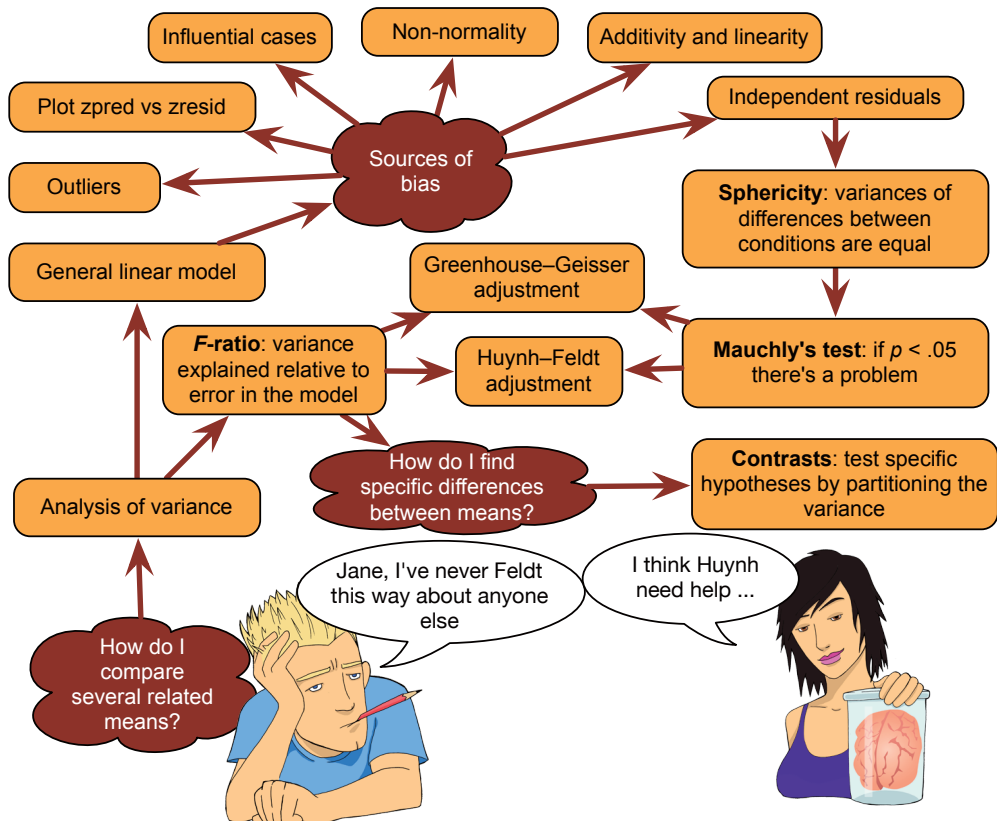 Influential cases
Non-normality
Additivity and linearity
Plot zpred vs zresid
Independent residuals
Sources of
bias
Outliers
Sphericity: variances of
differences between
conditions are equal
General linear model
Greenhouse–Geisser
adjustment
F-ratio: variance
explained relative to
error in the model
Huynh–Feldt
adjustment
Mauchly's test: if p < .05
there's a problem
How do I find
specific differences
between means?
Contrasts: test specific
hypotheses by partitioning the
variance
Analysis of variance
Jane, I've never Feldt
this way about anyone
else
I think Huynh
need help ...
How do I
compare
several related
means?